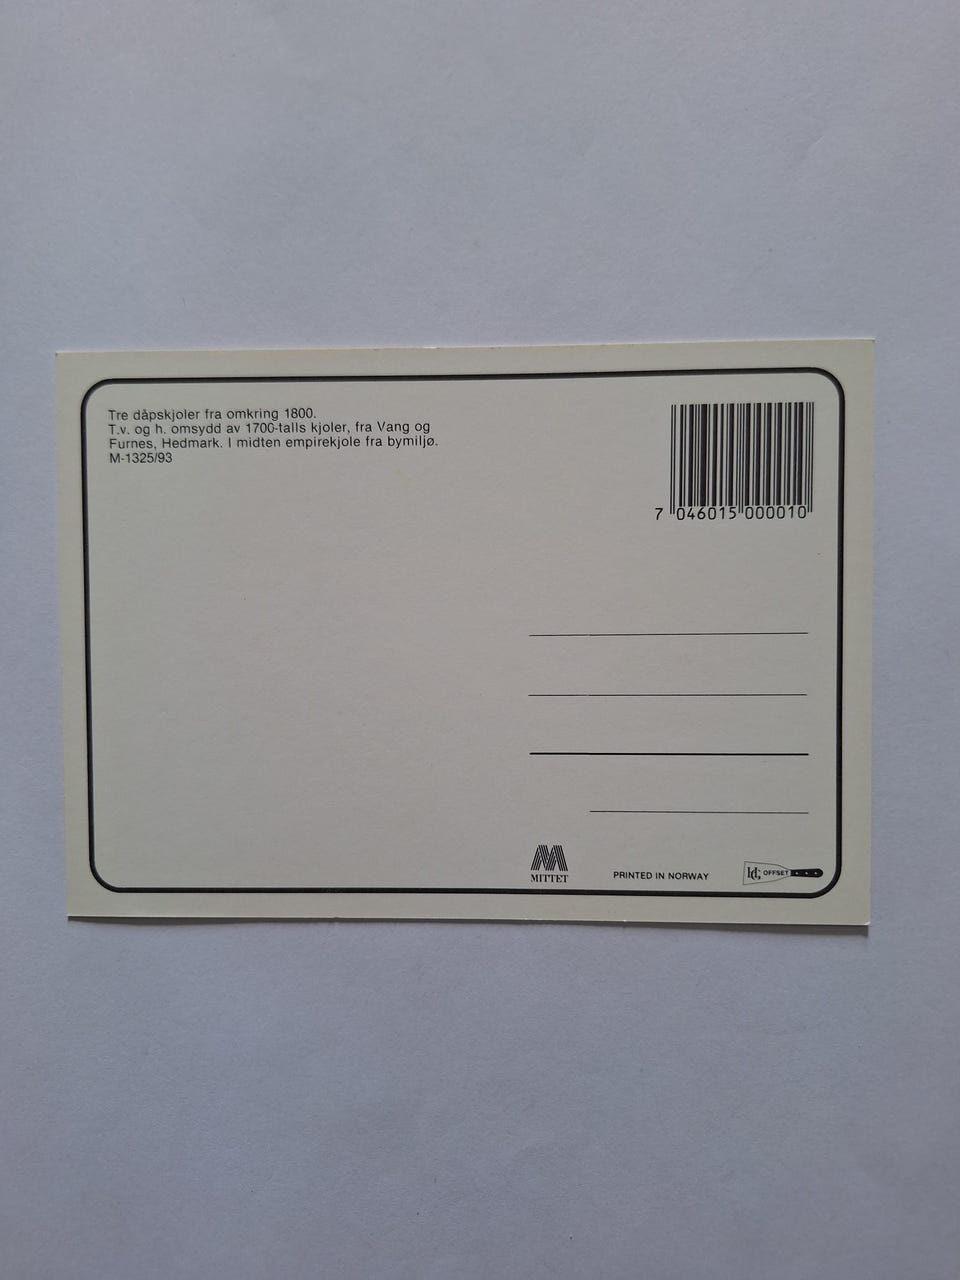 Tre dåpskjoler fra omkring 1800.
T.v. og h. omsydd av 1700-talls kjoler, fra Vang og
Furnes, Hedmark. I midten empirekjole fra bymiljø.
M-1325/93
7 046015 000010
MITTET
PRINTED IN NORWAY
OFFSET